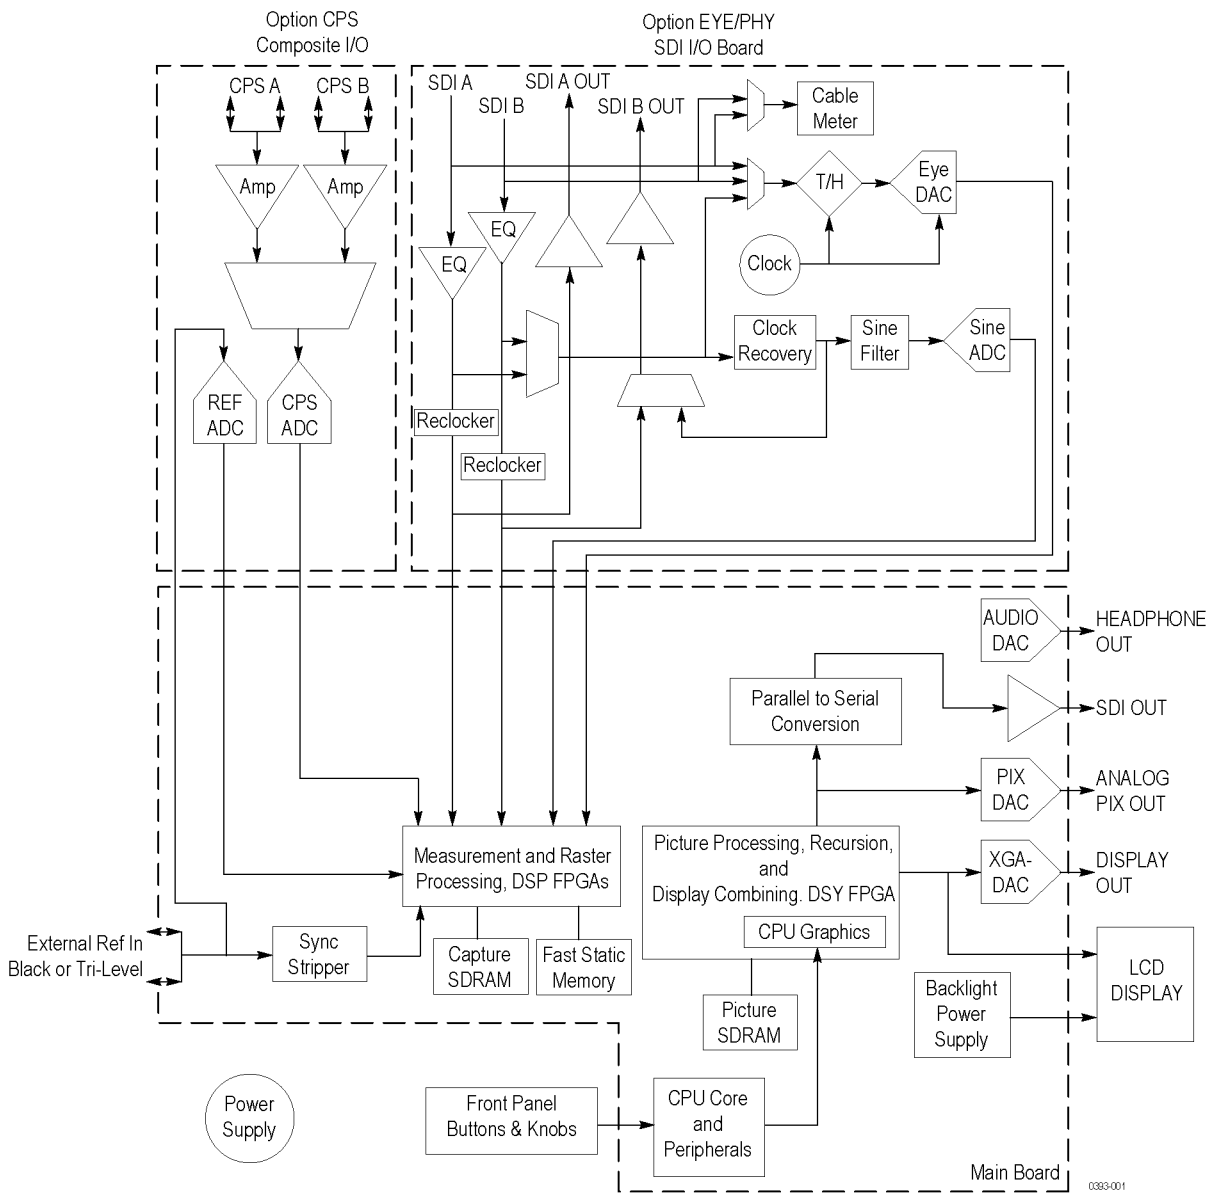 Option CPS
Composite I/O
Option EYE/PHY
SDI I/O Board
CPS A
CPS B
SDI A
SDI B
SDI A OUT
SDI B OUT
Cable
Meter
Amp
Amp
T/H
Eye
DAC
EQ
EQ
Clock
Clock
Recovery
Sine
Filter
Sine
ADC
REF
ADC
CPS
ADC
Reclocker
Reclocker
AUDIO
DAC
HEADPHONE
OUT
Parallel to Serial
Conversion
SDI OUT
PIX
DAC
ANALOG
PIX OUT
Measurement and Raster
Processing, DSP FPGAs
Picture Processing, Recursion,
and
Display Combining. DSY FPGA
CPU Graphics
XGA-
DAC
DISPLAY
OUT
External Ref In
Black or Tri-Level
Sync
Stripper
Capture
SDRAM
Fast Static
Memory
Picture
SDRAM
Backlight
Power
Supply
LCD
DISPLAY
Power
Supply
Front Panel
Buttons & Knobs
CPU Core
and
Peripherals
Main Board
0393-001